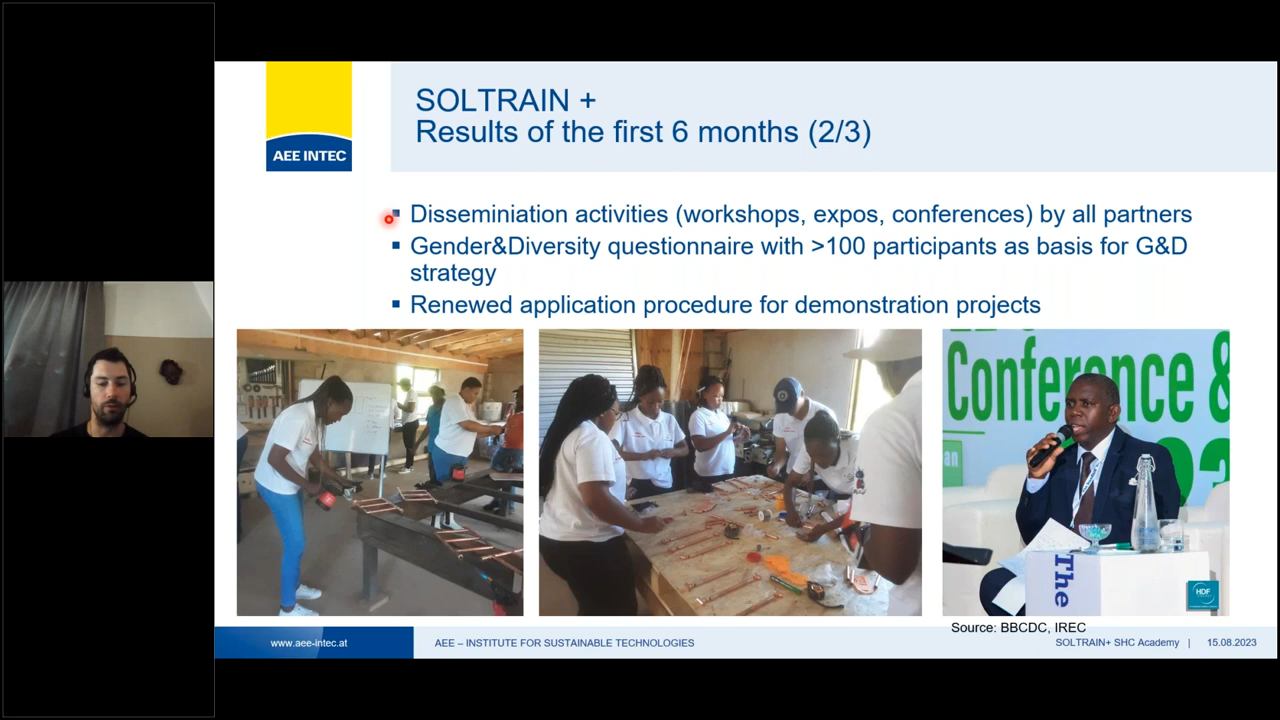 AEE INTEC
SOLTRAIN +
Results of the first 6 months (2/3)
Disseminiation activities (workshops, expos, conferences) by all partners
Gender&Diversity questionnaire with >100 participants as basis for G&D
strategy
Renewed application procedure for demonstration projects
Conference &
The
HDF
Source: BBCDC, IREC
www.aee-intec.at
AEE – INSTITUTE FOR SUSTAINABLE TECHNOLOGIES
SOLTRAIN+ SHC Academy | 15.08.2023